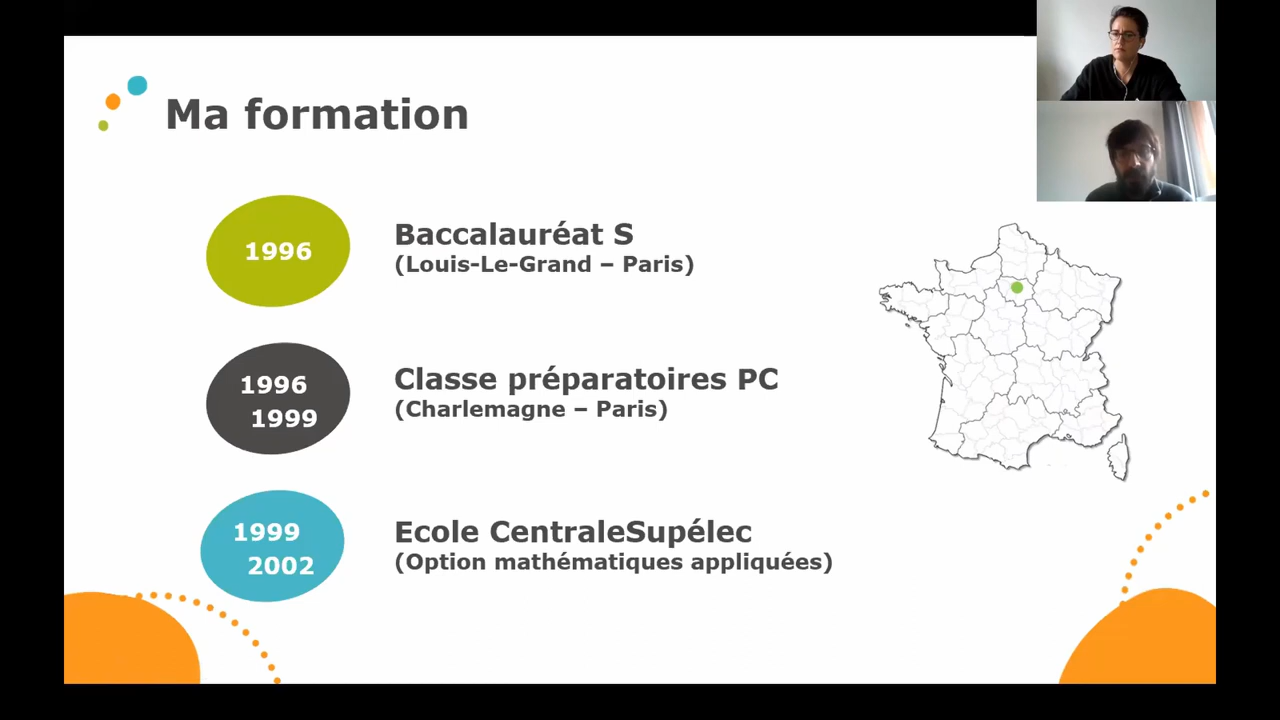 Ma formation
1996
Baccalauréat S
(Louis-Le-Grand – Paris)
1996
1999
Classe préparatoires PC
(Charlemagne – Paris)
1999
2002
Ecole CentraleSupélec
(Option mathématiques appliquées)